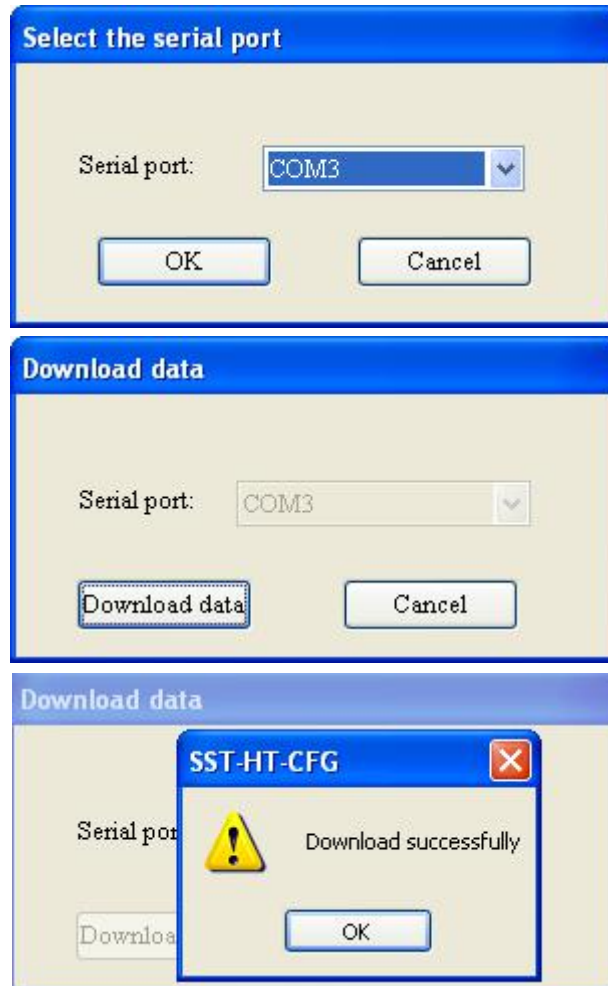 Select the serial port
Serial port: COM3
OK Cancel
Download data
Serial port: COM3
Download data Cancel
Download data
SST-HT-CFG
Serial por
Download successfully
Downloa
OK